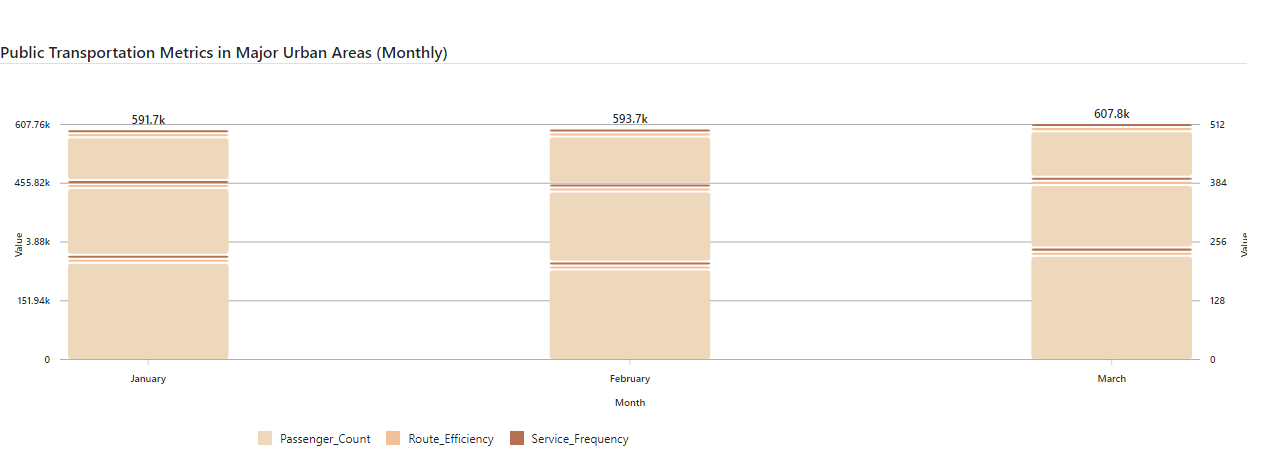 Public Transportation Metrics in Major Urban Areas (Monthly)
591.7k
593.7k
607.8k
607.76k
455.82k
3.88k
151.94k
0
Value
512
384
256
128
0
Value
January
February
March
Month
Passenger_Count
Route_Efficiency
Service_Frequency